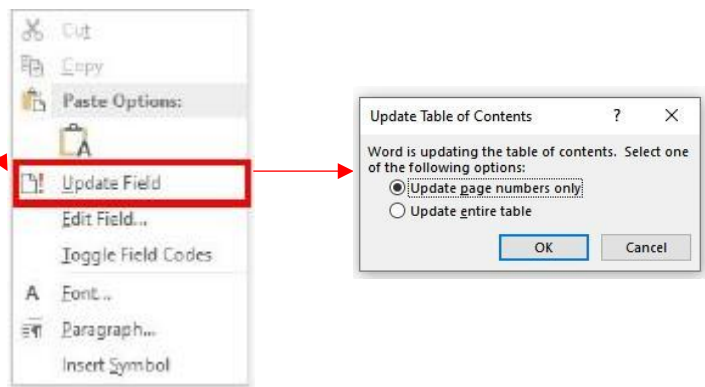 Cut
Copy
Paste Options:
A
Update Field
Edit Field...
Toggle Field Codes
A Font...
Paragraph...
Insert Symbol
Update Table of Contents ? X
Word is updating the table of contents. Select one
of the following options:
Update page numbers only
Update entire table
OK Cancel